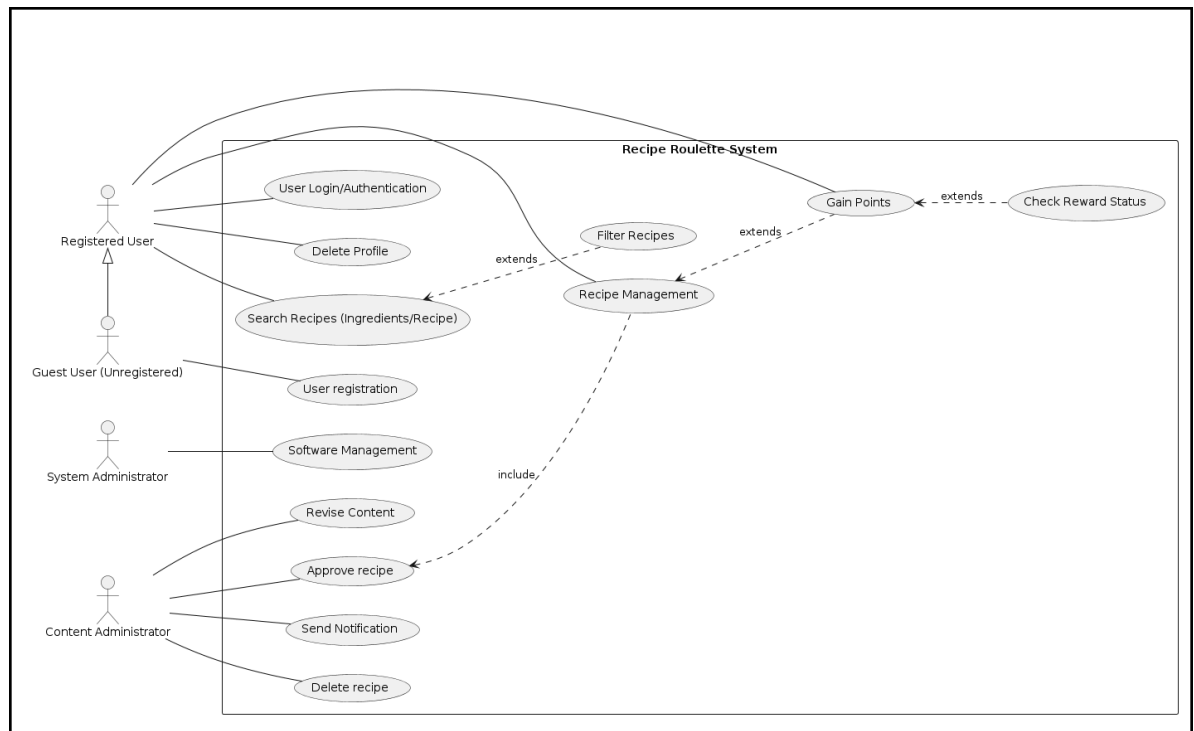 Recipe Roulette System
User Login/Authentication
Gain Points
extends
Check Reward Status
Registered User
Delete Profile
Filter Recipes
extends
extends
Search Recipes (Ingredients/Recipe)
Recipe Management
Guest User (Unregistered)
User registration
System Administrator
Software Management
include
Revise Content
Approve recipe
Content Administrator
Send Notification
Delete recipe